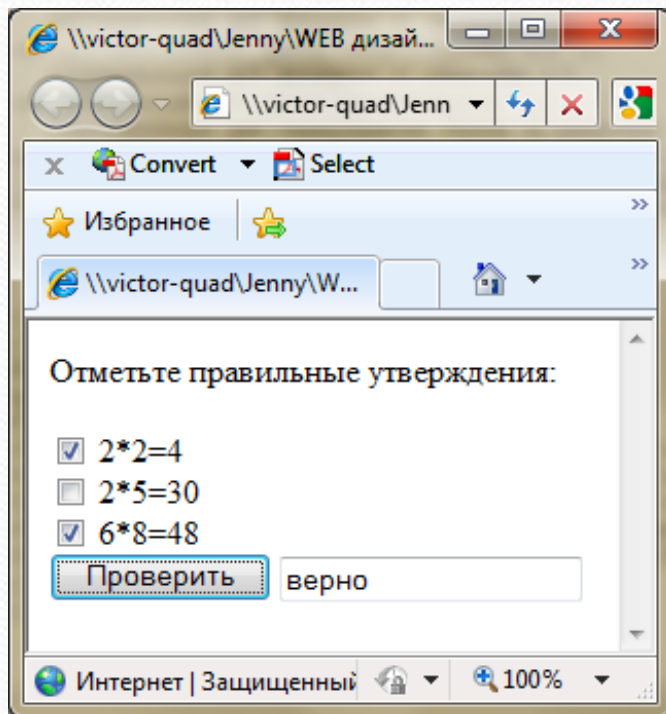 \\victor-quad\Jenny\WEB дизай...
\\victor-quad\Jenn
x Convert Select
Избранное
\\victor-quad\Jenny\W...
Отметьте правильные утверждения:
2*2=4
2*5=30
6*8=48
Проверить верно
Интернет | Защищенный 100%